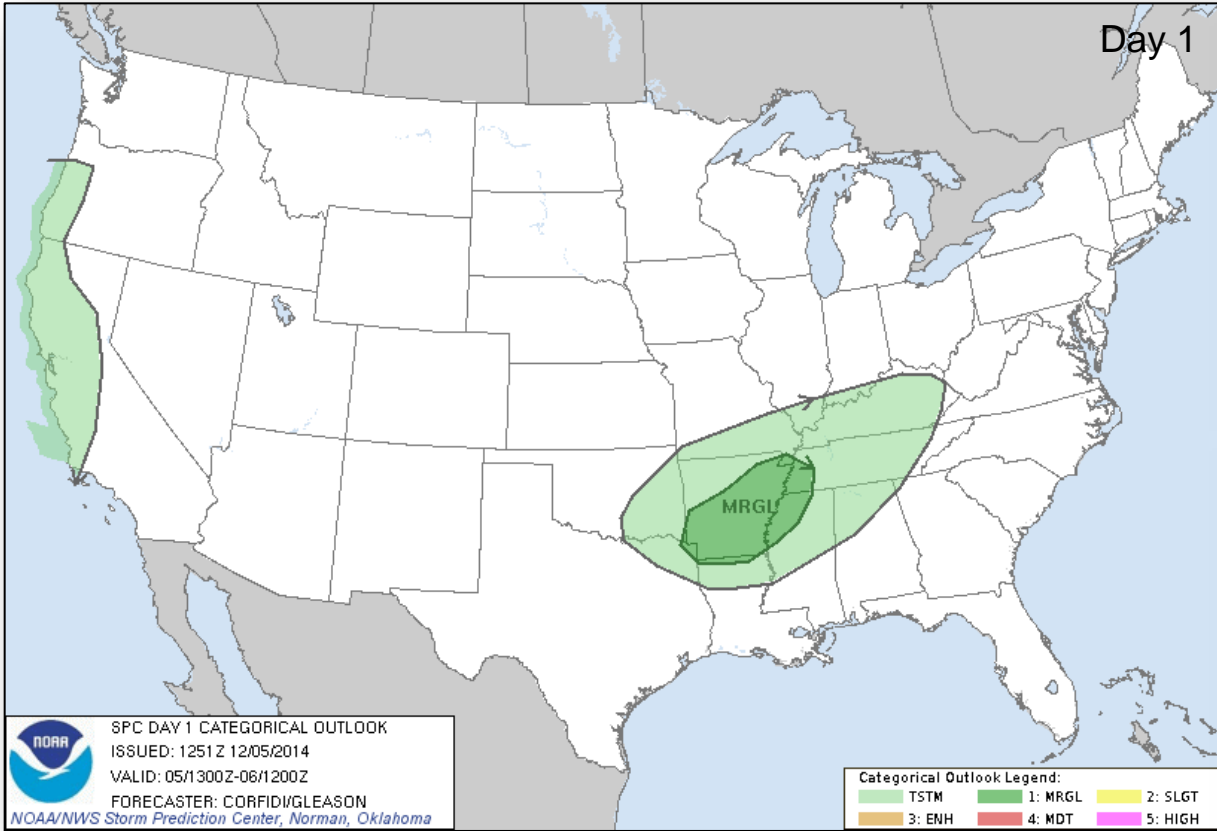 Day 1
MRGL
NOAA
SPC DAY 1 CATEGORICAL OUTLOOK
ISSUED: 1251Z 12/05/2014
VALID: 05/1300Z-06/1200Z
FORECASTER: CORFIDI/GLEASON
NOAA/NWS Storm Prediction Center, Norman, Oklahoma
Categorical Outlook Legend:
TSTM 1: MRGL 2: SLGT
3: ENH 4: MDT 5: HIGH